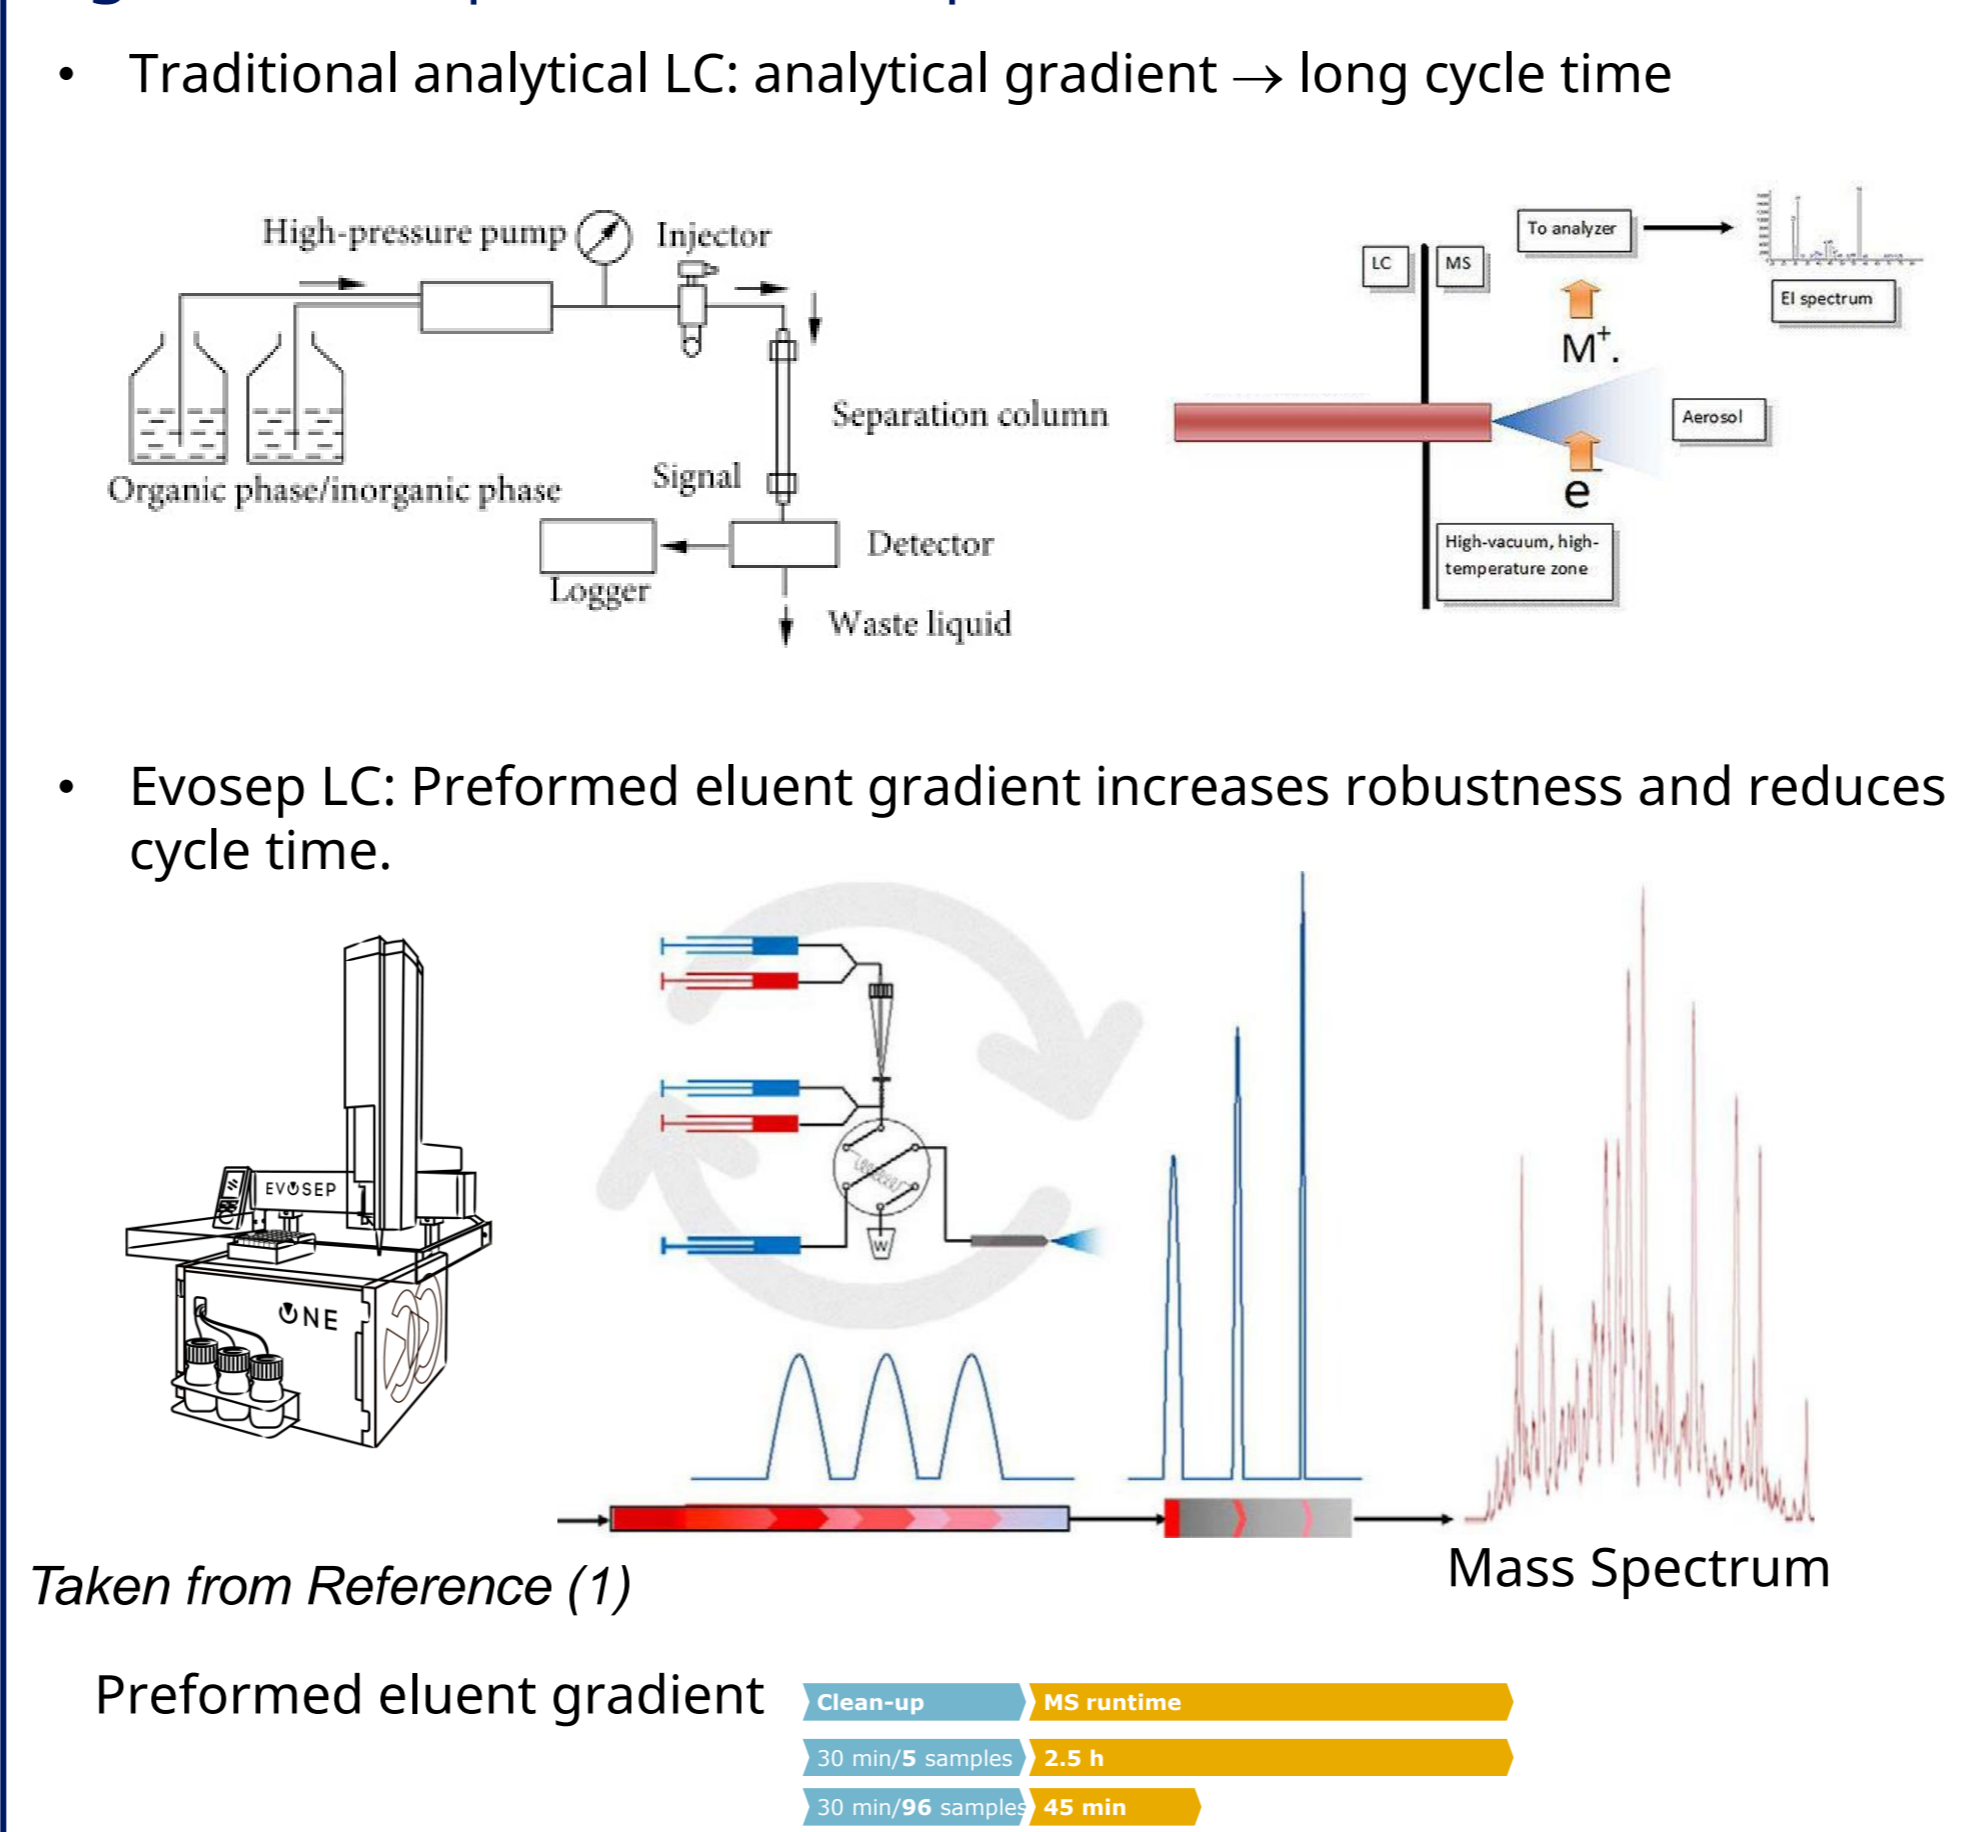 • Traditional analytical LC: analytical gradient → long cycle time
High-pressure pump
Injector
Organic phase/inorganic phase
Separation column
Signal
Detector
Logger
Waste liquid
LC
MS
To analyzer
EI spectrum
M⁺.
Aerosol
e⁻
High-vacuum, high-
temperature zone
• Evosep LC: Preformed eluent gradient increases robustness and reduces
cycle time.
EVOSEP
ONE
W
Taken from Reference (1)
Mass Spectrum
Preformed eluent gradient
Clean-up MS runtime
30 min/5 samples 2.5 h
30 min/96 samples 45 min